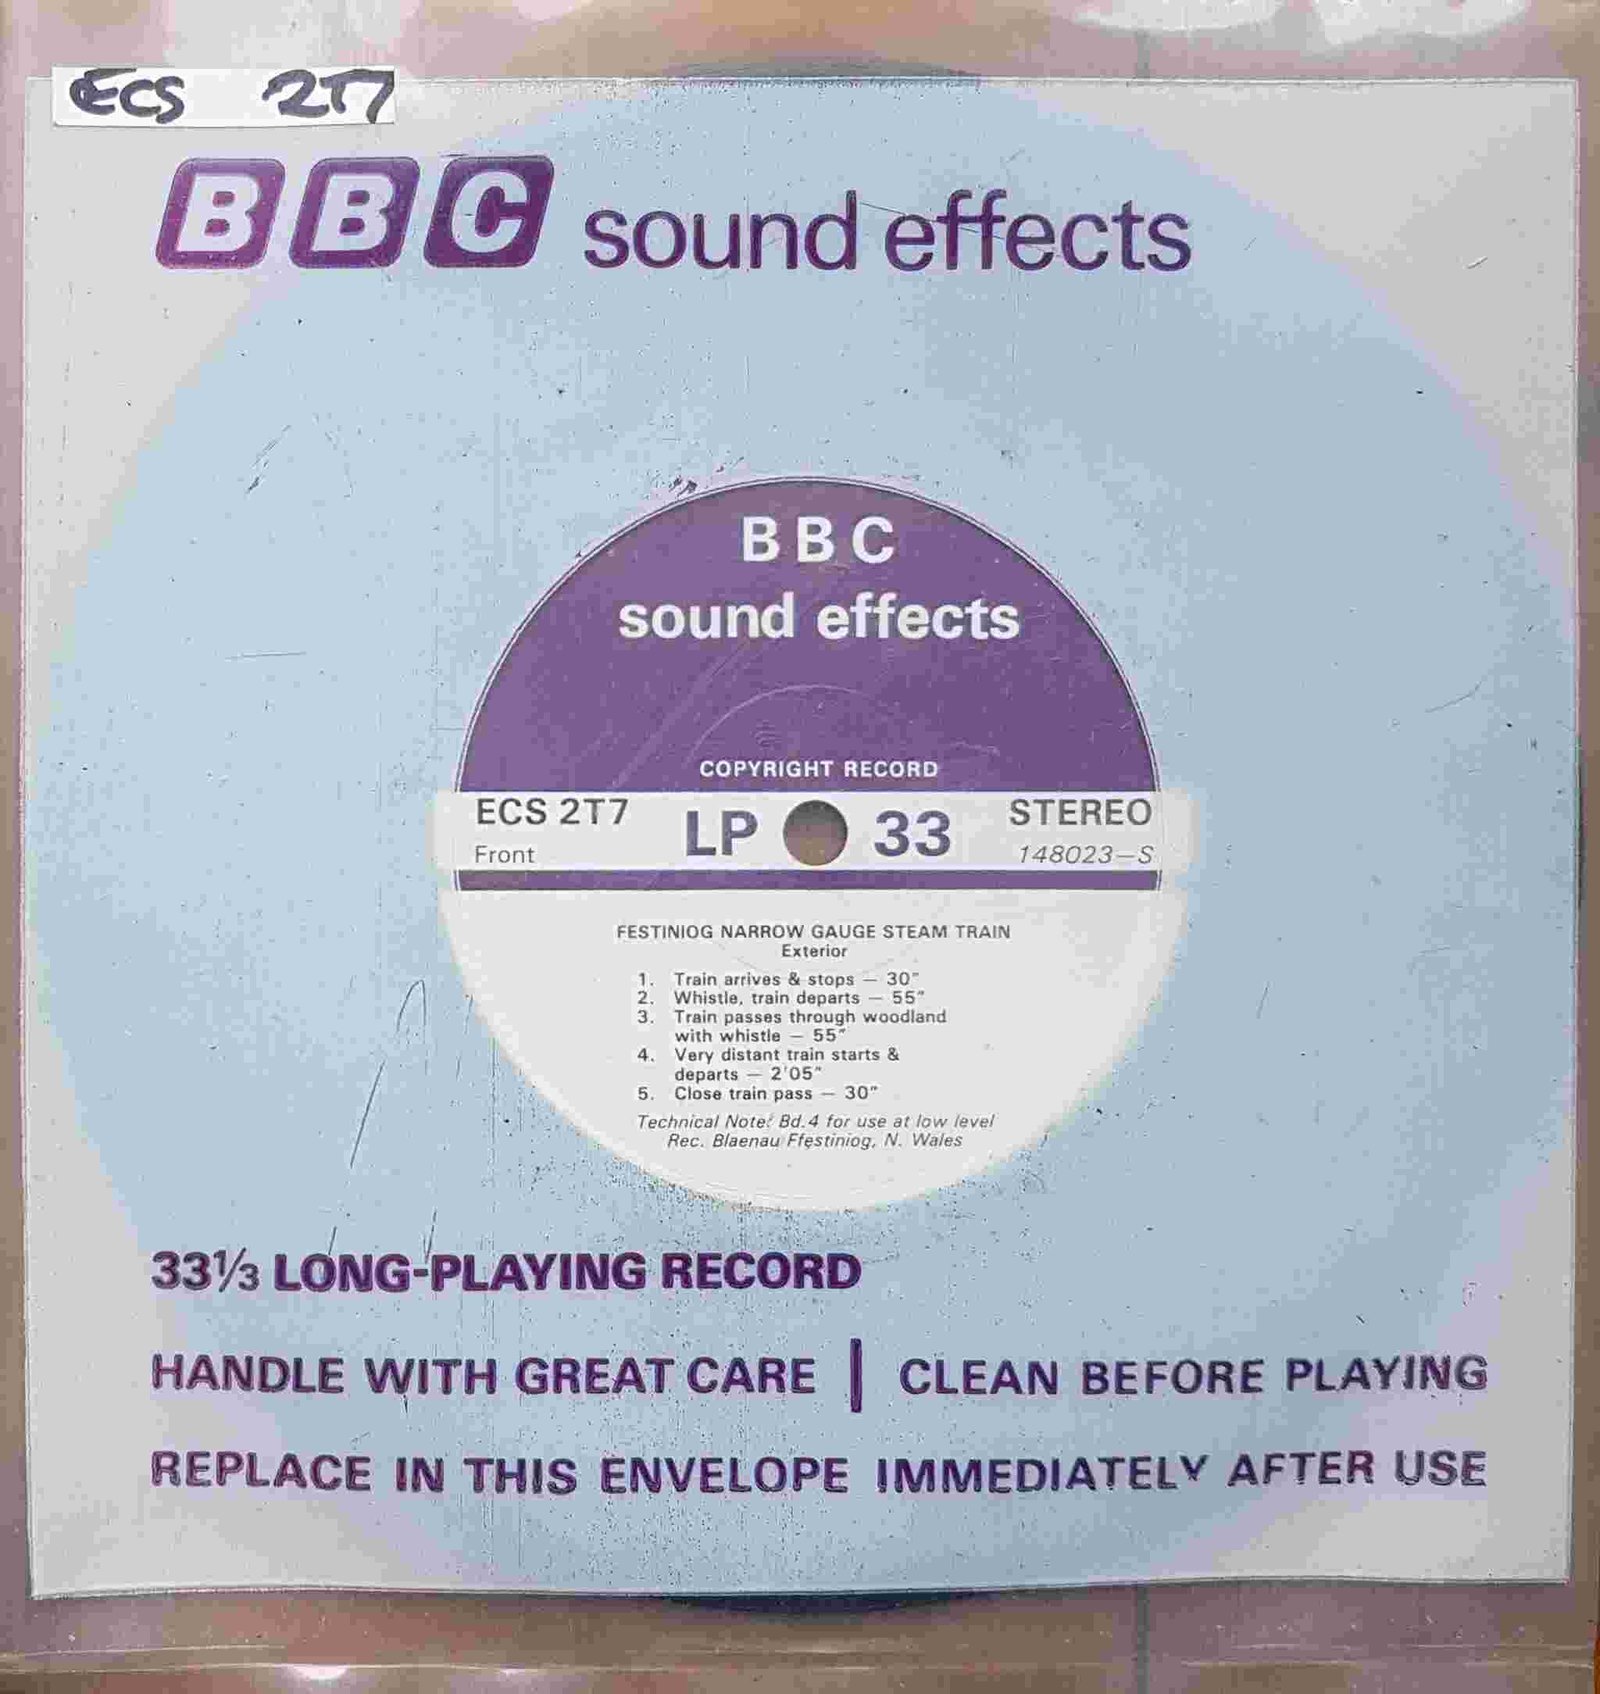 ECS 2T7
BBC sound effects
BBC
sound effects
COPYRIGHT RECORD
ECS 2T7 LP 33 STEREO
Front 148023-S
FESTINIOG NARROW GAUGE STEAM TRAIN
Exterior
1. Train arrives & stops — 30"
2. Whistle, train departs — 55"
3. Train passes through woodland
with whistle — 55"
4. Very distant train starts &
departs — 2'05"
5. Close train pass — 30"
Technical Note: Bd.4 for use at low level
Rec. Blaenau Ffestiniog, N. Wales
33⅓ LONG-PLAYING RECORD
HANDLE WITH GREAT CARE | CLEAN BEFORE PLAYING
REPLACE IN THIS ENVELOPE IMMEDIATELY AFTER USE